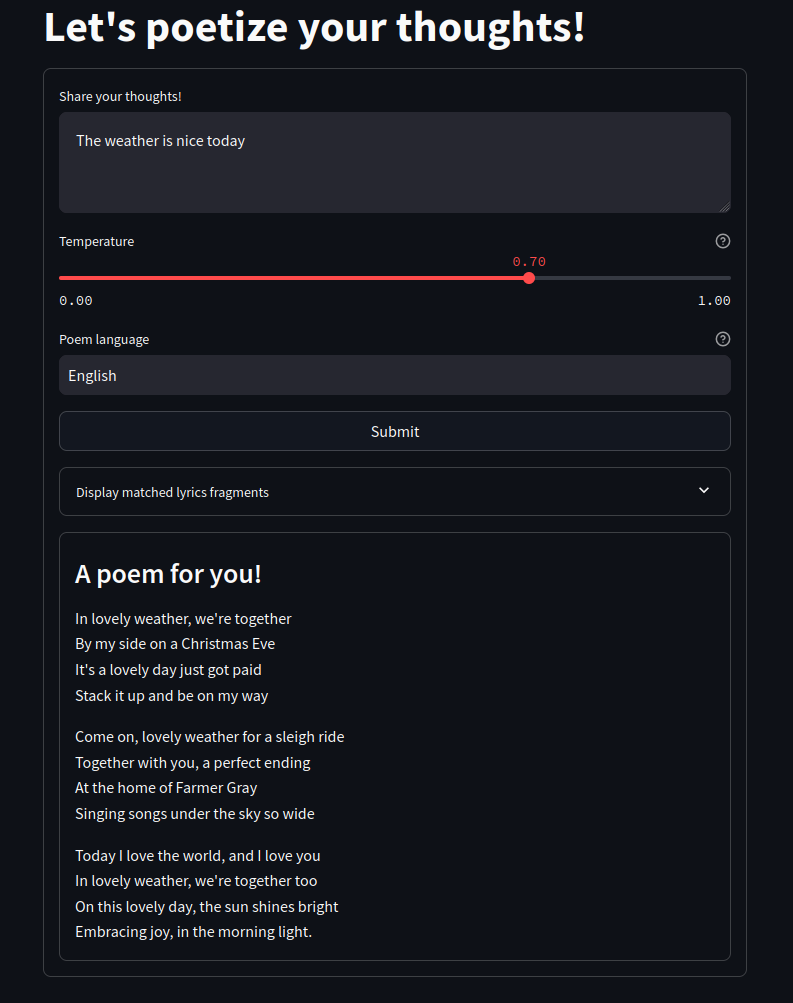 Let's poetize your thoughts!
Share your thoughts!
The weather is nice today
Temperature
0.70
0.00 1.00
Poem language
English
Submit
Display matched lyrics fragments
A poem for you!
In lovely weather, we're together
By my side on a Christmas Eve
It's a lovely day just got paid
Stack it up and be on my way
Come on, lovely weather for a sleigh ride
Together with you, a perfect ending
At the home of Farmer Gray
Singing songs under the sky so wide
Today I love the world, and I love you
In lovely weather, we're together too
On this lovely day, the sun shines bright
Embracing joy, in the morning light.